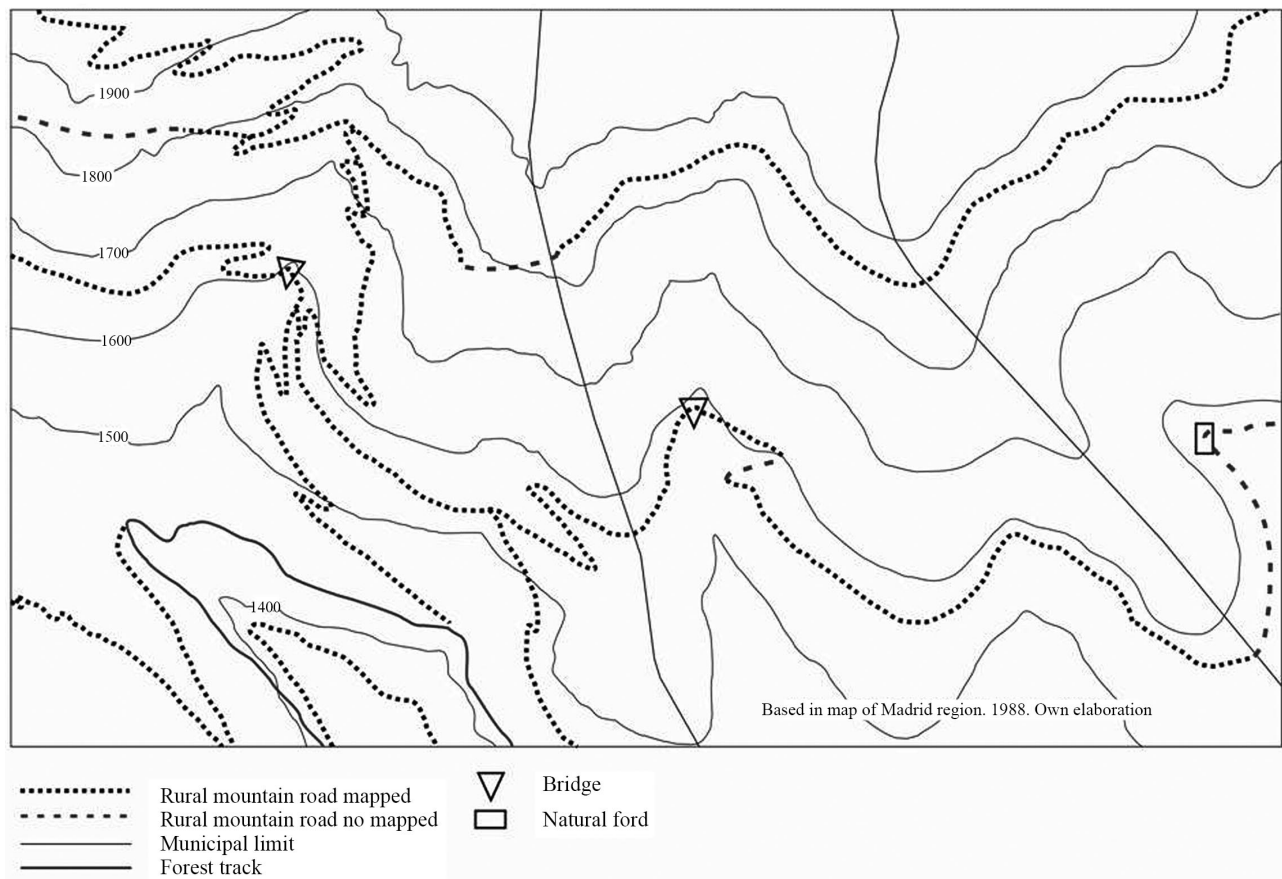 1900
1800
1700
1600
1500
1400
Based in map of Madrid region. 1988. Own elaboration
Rural mountain road mapped
Rural mountain road no mapped
Municipal limit
Forest track
Bridge
Natural ford